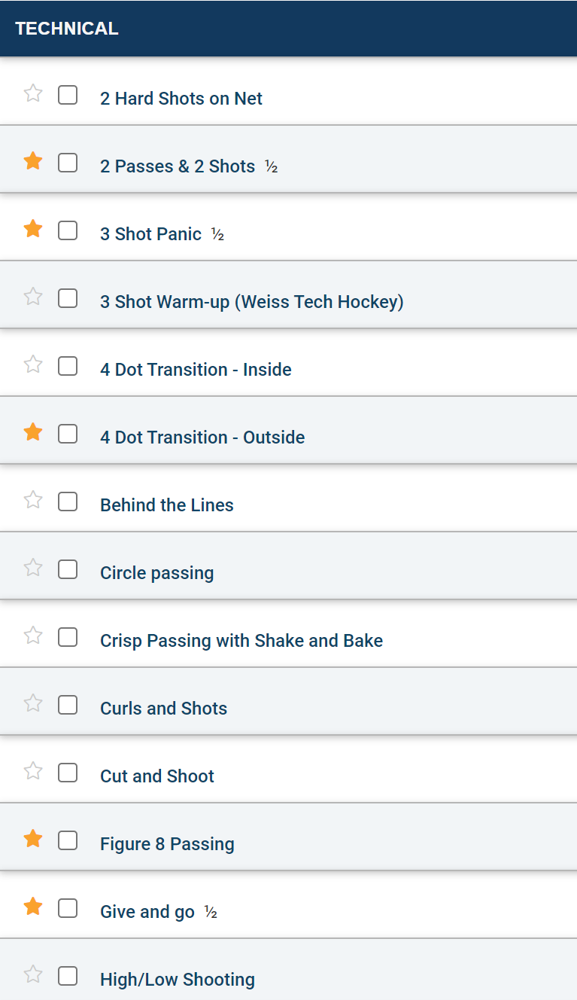 TECHNICAL
2 Hard Shots on Net
2 Passes & 2 Shots ½
3 Shot Panic ½
3 Shot Warm-up (Weiss Tech Hockey)
4 Dot Transition - Inside
4 Dot Transition - Outside
Behind the Lines
Circle passing
Crisp Passing with Shake and Bake
Curls and Shots
Cut and Shoot
Figure 8 Passing
Give and go ½
High/Low Shooting